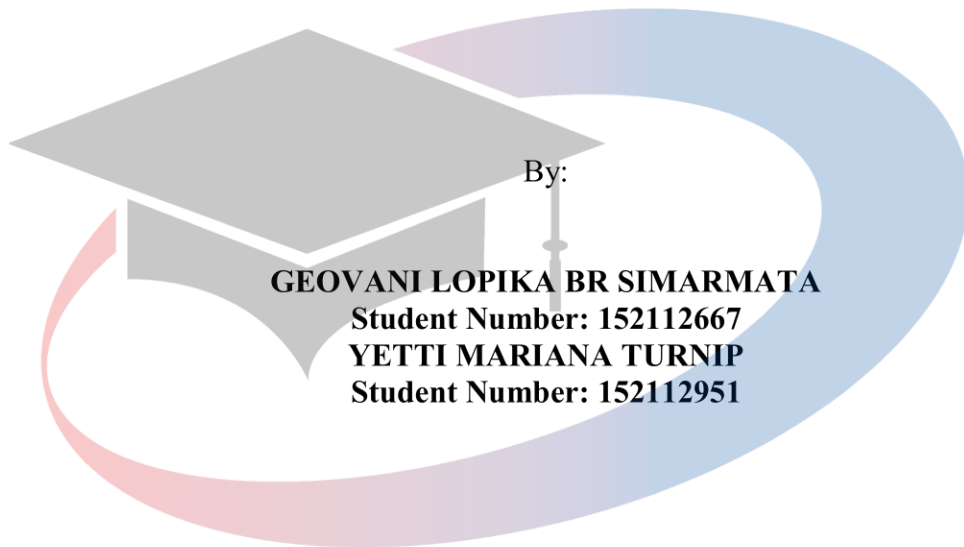 By:
GEOVANI LOPIKA BR SIMARMATA
Student Number: 152112667
YETTI MARIANA TURNIP
Student Number: 152112951